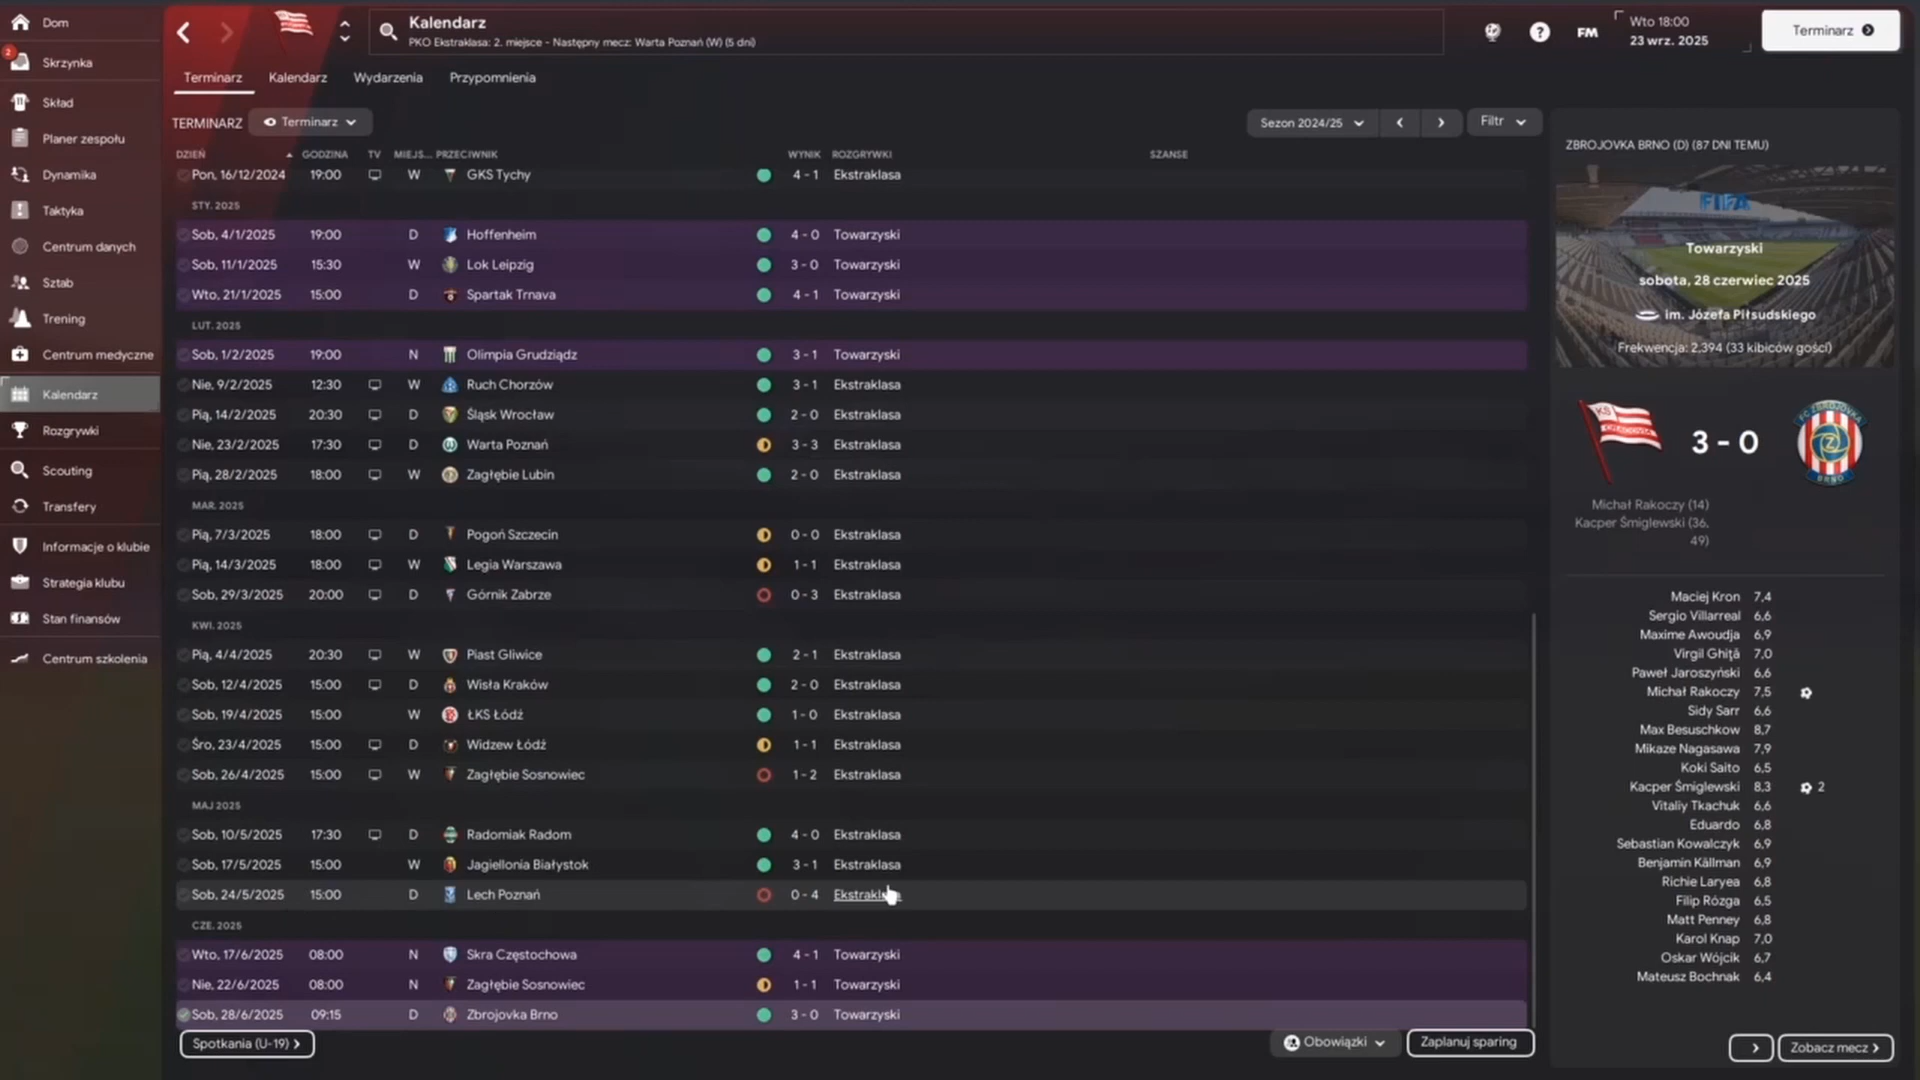 Dom
2
Skrzynka
Skład
Planer zespołu
Dynamika
Taktyka
Centrum danych
Sztab
Trening
Centrum medyczne
Kalendarz
Rozgrywki
Scouting
Transfery
Informacje o klubie
Strategia klubu
Stan finansów
Centrum szkolenia
Kalendarz
PKO Ekstraklasa: 2. miejsce - Następny mecz: Warta Poznań (W) (5 dni)
FM
Wto 18:00
23 wrz. 2025
Terminarz
Terminarz Kalendarz Wydarzenia Przypomnienia
TERMINARZ Terminarz
Sezon 2024/25 Filtr
DZIEŃ GODZINA TV MIEJS... PRZECIWNIK WYNIK ROZGRYWKI SZANSE
Pon, 16/12/2024 19:00 W GKS Tychy 4 - 1 Ekstraklasa
STY. 2025
Sob, 4/1/2025 19:00 D Hoffenheim 4 - 0 Towarzyski
Sob, 11/1/2025 15:30 W Lok Leipzig 3 - 0 Towarzyski
Wto, 21/1/2025 15:00 D Spartak Trnava 4 - 1 Towarzyski
LUT. 2025
Sob, 1/2/2025 19:00 N Olimpia Grudziądz 3 - 1 Towarzyski
Nie, 9/2/2025 12:30 W Ruch Chorzów 3 - 1 Ekstraklasa
Pią, 14/2/2025 20:30 D Śląsk Wrocław 2 - 0 Ekstraklasa
Nie, 23/2/2025 17:30 D Warta Poznań 3 - 3 Ekstraklasa
Pią, 28/2/2025 18:00 W Zagłębie Lubin 2 - 0 Ekstraklasa
MAR. 2025
Pią, 7/3/2025 18:00 D Pogoń Szczecin 0 - 0 Ekstraklasa
Pią, 14/3/2025 18:00 W Legia Warszawa 1 - 1 Ekstraklasa
Sob, 29/3/2025 20:00 D Górnik Zabrze 0 - 3 Ekstraklasa
KWI. 2025
Pią, 4/4/2025 20:30 W Piast Gliwice 2 - 1 Ekstraklasa
Sob, 12/4/2025 15:00 D Wisła Kraków 2 - 0 Ekstraklasa
Sob, 19/4/2025 15:00 W ŁKS Łódź 1 - 0 Ekstraklasa
Śro, 23/4/2025 15:00 D Widzew Łódź 1 - 1 Ekstraklasa
Sob, 26/4/2025 15:00 W Zagłębie Sosnowiec 1 - 2 Ekstraklasa
MAJ 2025
Sob, 10/5/2025 17:30 D Radomiak Radom 4 - 0 Ekstraklasa
Sob, 17/5/2025 15:00 W Jagiellonia Białystok 3 - 1 Ekstraklasa
Sob, 24/5/2025 15:00 D Lech Poznań 0 - 4 Ekstraklasa
CZE. 2025
Wto, 17/6/2025 08:00 N Skra Częstochowa 4 - 1 Towarzyski
Nie, 22/6/2025 08:00 N Zagłębie Sosnowiec 1 - 1 Towarzyski
Sob, 28/6/2025 09:15 D Zbrojovka Brno 3 - 0 Towarzyski
Spotkania (U-19)
Obowiązki
Zaplanuj sparing
ZBROJOVKA BRNO (D) (87 DNI TEMU)
FIFA
Towarzyski
sobota, 28 czerwiec 2025
im. Józefa Piłsudskiego
Frekwencja: 2.394 (33 kibiców gości)
KS
CRACOVIA
3 - 0
FC ZBROJOVKA
Z
BRNO
Michał Rakoczy (14)
Kacper Śmiglewski (36,
49)
Maciej Kron 7,4
Sergio Villarreal 6,6
Maxime Awoudja 6,9
Virgil Ghiță 7,0
Paweł Jaroszyński 6,6
Michał Rakoczy 7,5
Sidy Sarr 6,6
Max Besuschkow 8,7
Mikaze Nagasawa 7,9
Koki Saito 6,5
Kacper Śmiglewski 8,3 2
Vitaliy Tkachuk 6,6
Eduardo 6,8
Sebastian Kowalczyk 6,9
Benjamin Källman 6,9
Richie Laryea 6,8
Filip Rózga 6,5
Matt Penney 6,8
Karol Knap 7,0
Oskar Wójcik 6,7
Mateusz Bochnak 6,4
Zobacz mecz